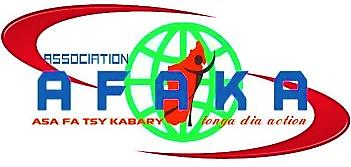 ASSOCIATION
AFAKA
ASA FA TSY KABARY tonga dia action